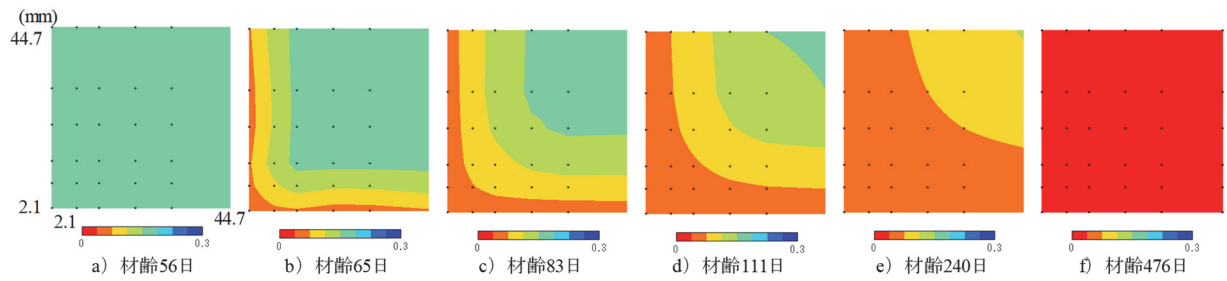 (mm)
44.7
2.1
2.1 44.7
0 0.3
a）材齢56日
0 0.3
b）材齢65日
0 0.3
c）材齢83日
0 0.3
d）材齢111日
0 0.3
e）材齢240日
0 0.3
f）材齢476日